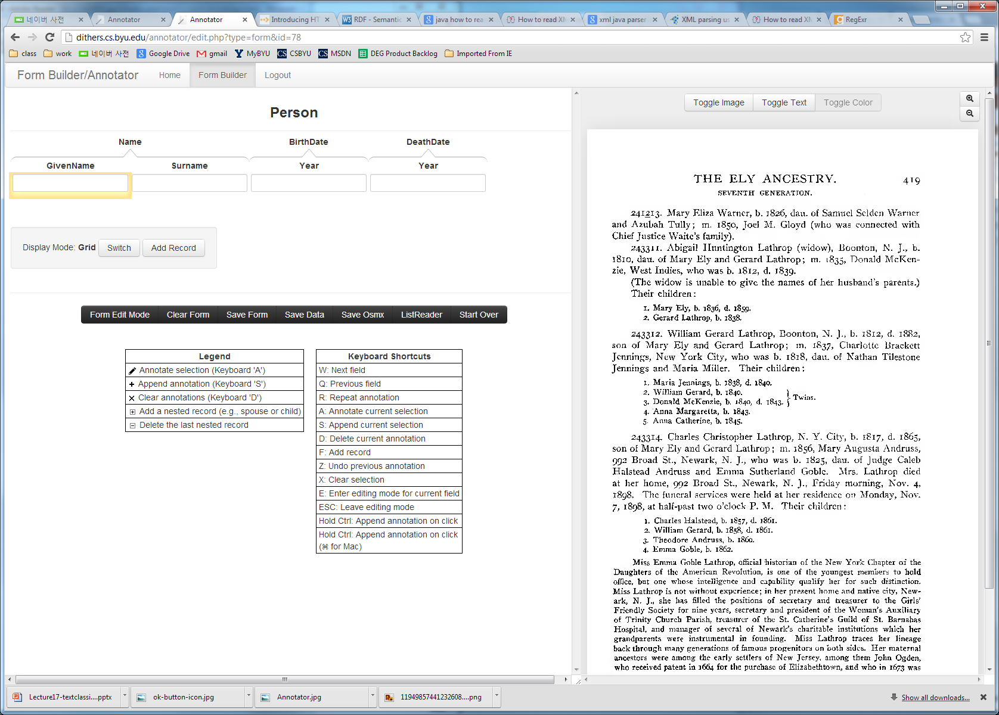 네이버 사전
Annotator
Annotator
Introducing HT
RDF - Semantic
java how to rea
How to read XM
xml java parser
XML parsing us
How to read XM
RegExr
dithers.cs.byu.edu/annotator/edit.php?type=form&id=78
class
work
네이버 사전
Google Drive
gmail
MyBYU
CSBYU
MSDN
DEG Product Backlog
Imported From IE
Form Builder/Annotator
Home
Form Builder
Logout
Person
Name
BirthDate
DeathDate
GivenName
Surname
Year
Year
Display Mode: Grid
Switch
Add Record
Form Edit Mode
Clear Form
Save Form
Save Data
Save Osmx
ListReader
Start Over
Legend
Annotate selection (Keyboard 'A')
Append annotation (Keyboard 'S')
Clear annotations (Keyboard 'D')
Add a nested record (e.g., spouse or child)
Delete the last nested record
Keyboard Shortcuts
W: Next field
Q: Previous field
R: Repeat annotation
A: Annotate current selection
S: Append current selection
D: Delete current annotation
F: Add record
Z: Undo previous annotation
X: Clear selection
E: Enter editing mode for current field
ESC: Leave editing mode
Hold Ctrl: Append annotation on click
Hold Ctrl: Append annotation on click
(⌘ for Mac)
Toggle Image
Toggle Text
Toggle Color
THE ELY ANCESTRY. 419
SEVENTH GENERATION.
241213. Mary Eliza Warner, b. 1826, dau. of Samuel Selden Warner
and Azubah Tully; m. 1850, Joel M. Gloyd (who was connected with
Chief Justice Waite's family).
243311. Abigail Huntington Lathrop (widow), Boonton, N. J., b.
1810, dau. of Mary Ely and Gerard Lathrop; m. 1835, Donald McKen-
zie, West Indies, who was b. 1812, d. 1839.
(The widow is unable to give the names of her husband's parents.)
Their children:
1. Mary Ely, b. 1836, d. 1859.
2. Gerard Lathrop, b. 1838.
243312. William Gerard Lathrop, Boonton, N. J., b. 1812, d. 1882,
son of Mary Ely and Gerard Lathrop; m. 1837, Charlotte Brackett
Jennings, New York City, who was b. 1818, dau. of Nathan Tilestone
Jennings and Maria Miller. Their children:
1. Maria Jennings, b. 1838, d. 1840.
2. William Gerard, b. 1840.
3. Donald McKenzie, b. 1840, d. 1843. } Twins.
4. Anna Margaretta, b. 1843.
5. Anna Catherine, b. 1845.
243314. Charles Christopher Lathrop, N. Y. City, b. 1817, d. 1865,
son of Mary Ely and Gerard Lathrop; m. 1856, Mary Augusta Andruss,
992 Broad St., Newark, N. J., who was b. 1825, dau. of Judge Caleb
Halstead Andruss and Emma Sutherland Goble. Mrs. Lathrop died
at her home, 992 Broad St., Newark, N. J., Friday morning, Nov. 4,
1898. The funeral services were held at her residence on Monday, Nov.
7, 1898, at half-past two o'clock P. M. Their children:
1. Charles Halstead, b. 1857, d. 1861.
2. William Gerard, b. 1858, d. 1861.
3. Theodore Andruss, b. 1860.
4. Emma Goble, b. 1862.
Miss Emma Goble Lathrop, official historian of the New York Chapter of the
Daughters of the American Revolution, is one of the youngest members to hold
office, but one whose intelligence and capability qualify her for such distinction.
Miss Lathrop is not without experience; in her present home and native city, New-
ark, N. J., she has filled the positions of secretary and treasurer to the Girls'
Friendly Society for nine years, secretary and president of the Woman's Auxiliary
of Trinity Church Parish, treasurer of the St. Catherine's Guild of St. Barnabas
Hospital, and manager of several of Newark's charitable institutions which her
grandparents were instrumental in founding. Miss Lathrop traces her lineage
back through many generations of famous progenitors on both sides. Her maternal
ancestors were among the early settlers of New Jersey, among them John Ogden,
who received patent in 1664 for the purchase of Elizabethtown, and who in 1673 was
Lecture17-textclassi....pptx
ok-button-icon.jpg
Annotator.jpg
11949857441232608....png
Show all downloads...